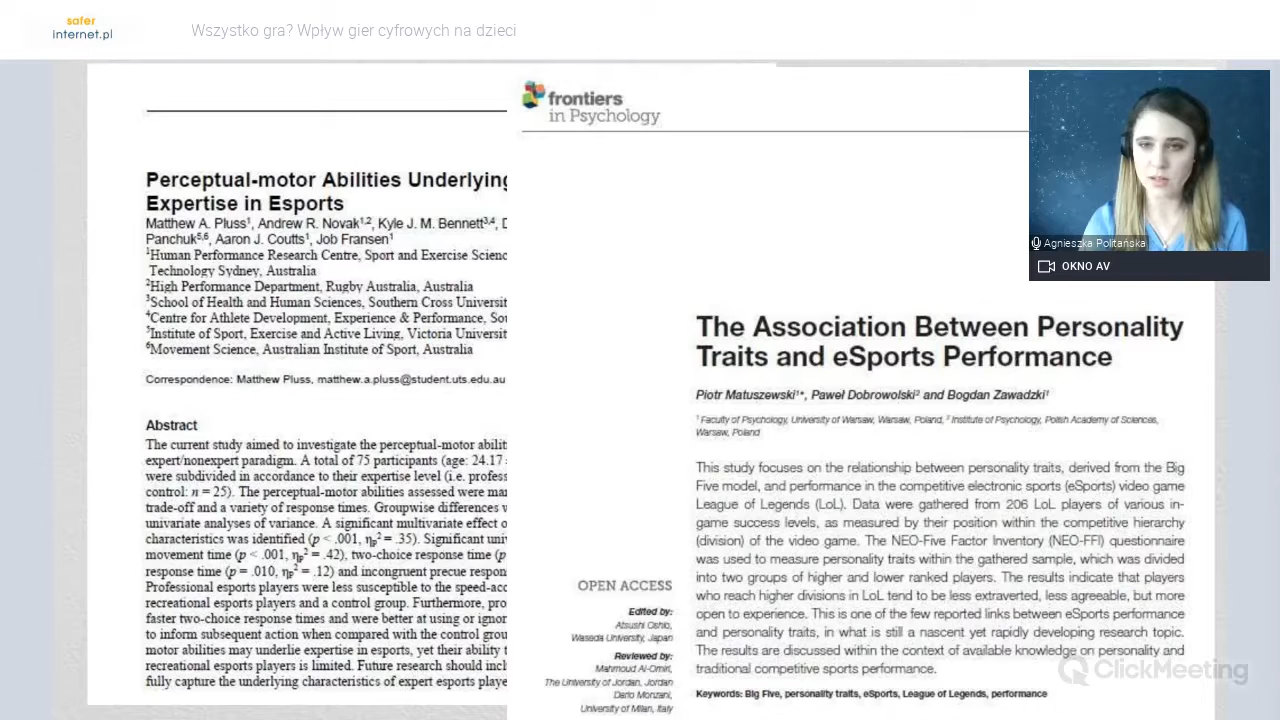 safer
internet.pl
Wszystko gra? Wpływ gier cyfrowych na dzieci
Perceptual-motor Abilities Underlying
Expertise in Esports
Matthew A. Pluss¹, Andrew R. Novak¹,², Kyle J. M. Bennett³,⁴, D
Panchuk⁵,⁶, Aaron J. Coutts¹, Job Fransen¹
¹Human Performance Research Centre, Sport and Exercise Scienc
Technology Sydney, Australia
²High Performance Department, Rugby Australia, Australia
³School of Health and Human Sciences, Southern Cross Universit
⁴Centre for Athlete Development, Experience & Performance, Sou
⁵Institute of Sport, Exercise and Active Living, Victoria Universit
⁶Movement Science, Australian Institute of Sport, Australia
Correspondence: Matthew Pluss, matthew.a.pluss@student.uts.edu.au
Abstract
The current study aimed to investigate the perceptual-motor abilit
expert/nonexpert paradigm. A total of 75 participants (age: 24.17
were subdivided in accordance to their expertise level (i.e. profess
control: n = 25). The perceptual-motor abilities assessed were man
trade-off and a variety of response times. Groupwise differences w
univariate analyses of variance. A significant multivariate effect o
characteristics was identified (p < .001, ηp² = .35). Significant uni
movement time (p < .001, ηp² = .42), two-choice response time (p
response time (p = .010, ηp² = .12) and incongruent precue respon
Professional esports players were less susceptible to the speed-acc
recreational esports players and a control group. Furthermore, pro
faster two-choice response times and were better at using or ignor
to inform subsequent action when compared with the control grou
motor abilities may underlie expertise in esports, yet their ability t
recreational esports players is limited. Future research should incl
fully capture the underlying characteristics of expert esports playe
frontiers
in Psychology
The Association Between Personality
Traits and eSports Performance
Piotr Matuszewski¹*, Paweł Dobrowolski² and Bogdan Zawadzki¹
¹ Faculty of Psychology, University of Warsaw, Warsaw, Poland, ² Institute of Psychology, Polish Academy of Sciences,
Warsaw, Poland
This study focuses on the relationship between personality traits, derived from the Big
Five model, and performance in the competitive electronic sports (eSports) video game
League of Legends (LoL). Data were gathered from 206 LoL players of various in-
game success levels, as measured by their position within the competitive hierarchy
(division) of the video game. The NEO-Five Factor Inventory (NEO-FFI) questionnaire
was used to measure personality traits within the gathered sample, which was divided
into two groups of higher and lower ranked players. The results indicate that players
who reach higher divisions in LoL tend to be less extraverted, less agreeable, but more
open to experience. This is one of the few reported links between eSports performance
and personality traits, in what is still a nascent yet rapidly developing research topic.
The results are discussed within the context of available knowledge on personality and
traditional competitive sports performance.
Keywords: Big Five, personality traits, eSports, League of Legends, performance
OPEN ACCESS
Edited by:
Atsushi Oshio,
Waseda University, Japan
Reviewed by:
Mahmoud Al-Omiri,
The University of Jordan, Jordan
Dario Monzani,
University of Milan, Italy
Agnieszka Politańska
OKNO AV
ClickMeeting